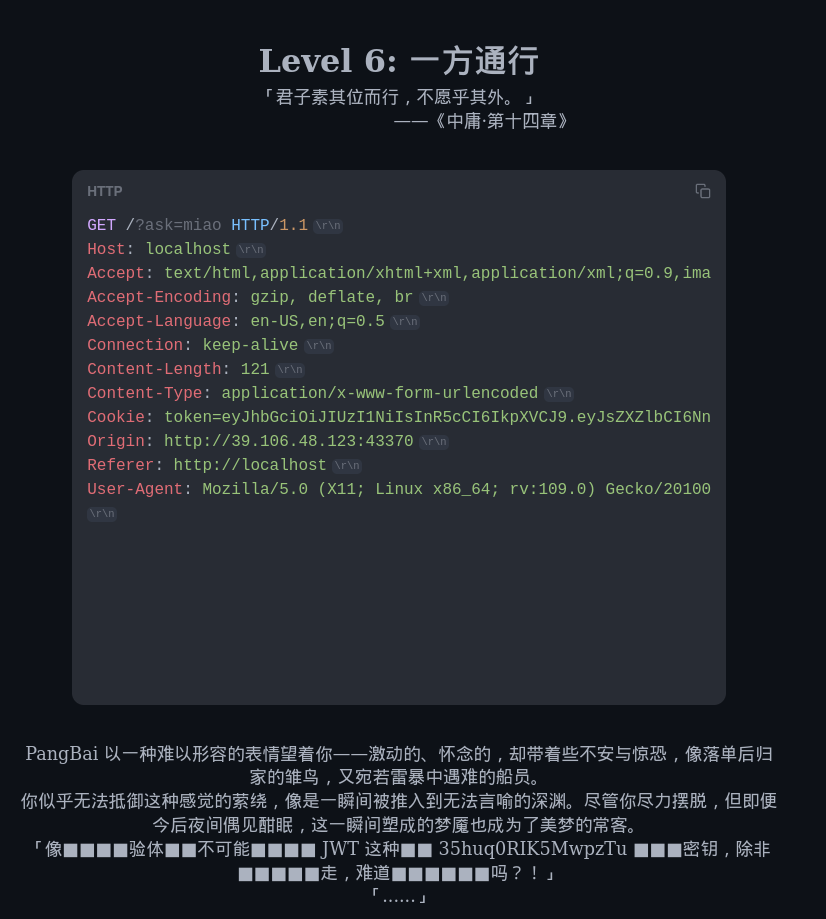 Level 6: 一方通行
「君子素其位而行，不愿乎其外。」
——《中庸·第十四章》
HTTP
GET /?ask=miao HTTP/1.1 \r\n
Host: localhost \r\n
Accept: text/html,application/xhtml+xml,application/xml;q=0.9,ima
Accept-Encoding: gzip, deflate, br \r\n
Accept-Language: en-US,en;q=0.5 \r\n
Connection: keep-alive \r\n
Content-Length: 121 \r\n
Content-Type: application/x-www-form-urlencoded \r\n
Cookie: token=eyJhbGciOiJIUzI1NiIsInR5cCI6IkpXVCJ9.eyJsZXZlbCI6Nn
Origin: http://39.106.48.123:43370 \r\n
Referer: http://localhost \r\n
User-Agent: Mozilla/5.0 (X11; Linux x86_64; rv:109.0) Gecko/20100
\r\n
PangBai 以一种难以形容的表情望着你——激动的、怀念的，却带着些不安与惊恐，像落单后归
家的雏鸟，又宛若雷暴中遇难的船员。
你似乎无法抵御这种感觉的萦绕，像是一瞬间被推入到无法言喻的深渊。尽管你尽力摆脱，但即便
今后夜间偶见酣眠，这一瞬间塑成的梦魇也成为了美梦的常客。
「像■■■■验体■■不可能■■■■ JWT 这种■■ 35huq0RIK5MwpzTu ■■■密钥，除非
■■■■■走，难道■■■■■■吗？！」
「……」